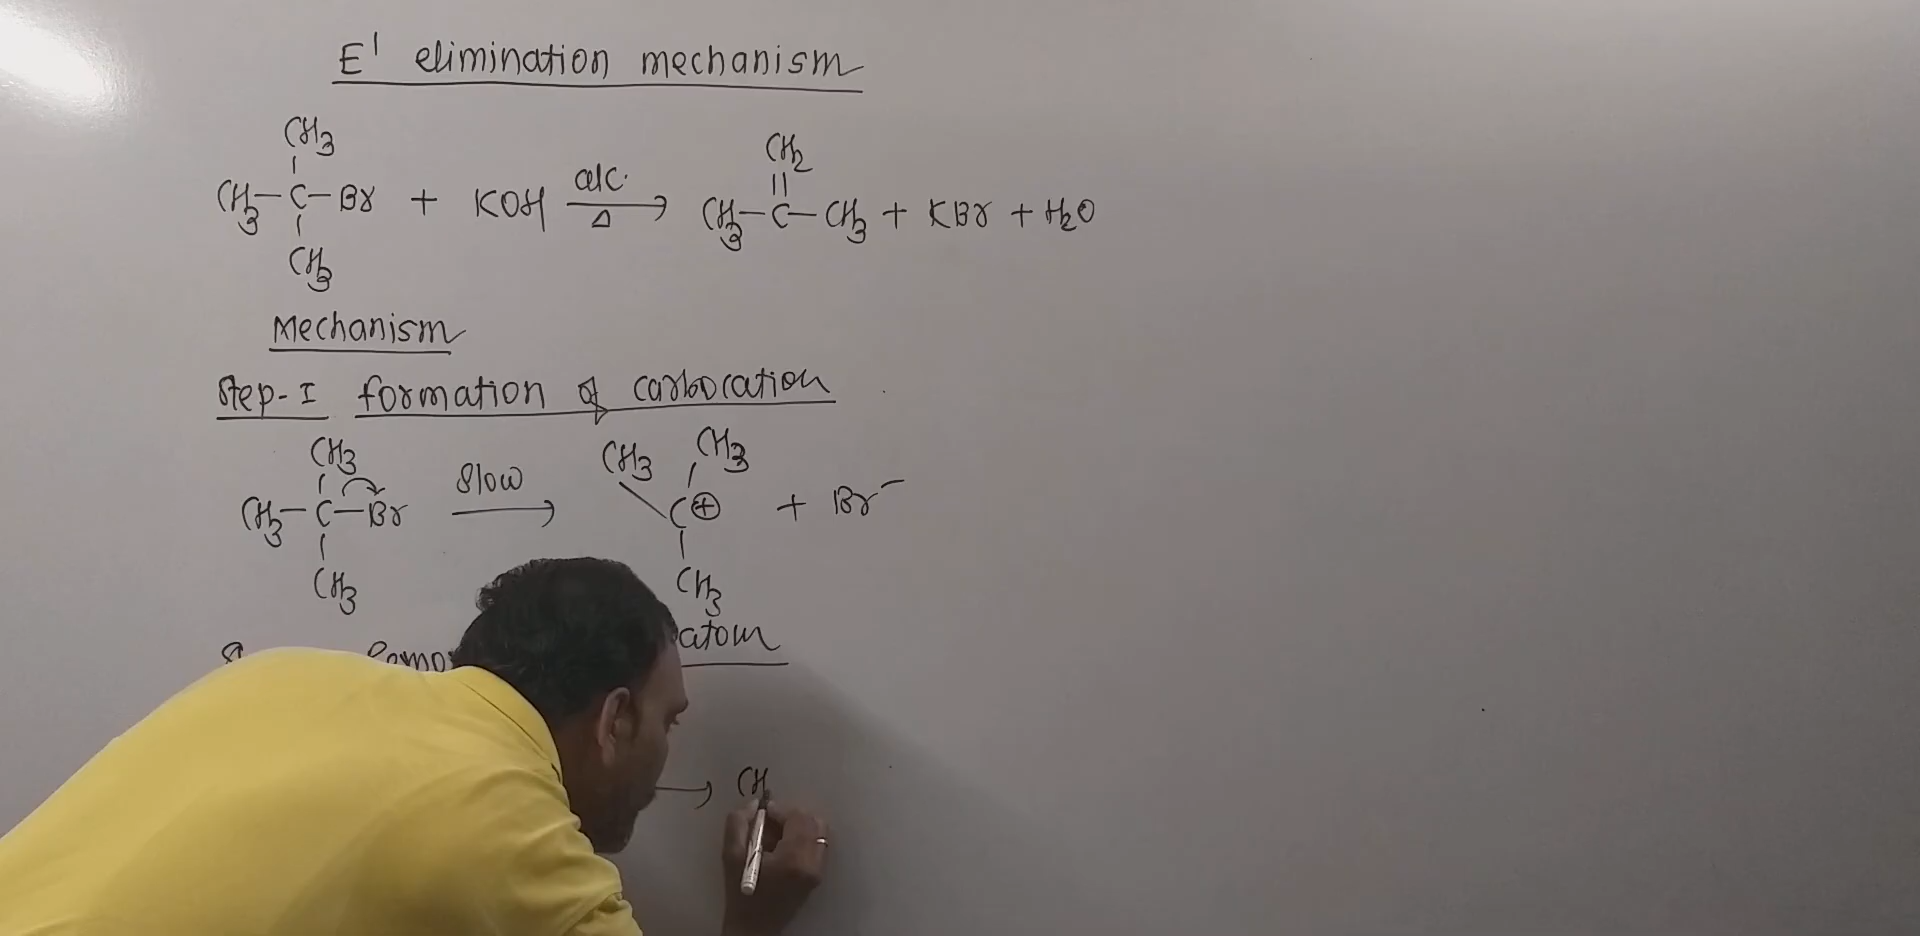 E¹ elimination mechanism
CH₃
CH₃—C—Br + KOH alc. Δ → CH₃—C—CH₃ + KBr + H₂O
CH₂
CH₃
Mechanism
Step-I formation of carbocation
CH₃ CH₃ CH₃
CH₃—C—Br slow → C⊕ + Br⁻
CH₃ CH₃
atom
→ CH